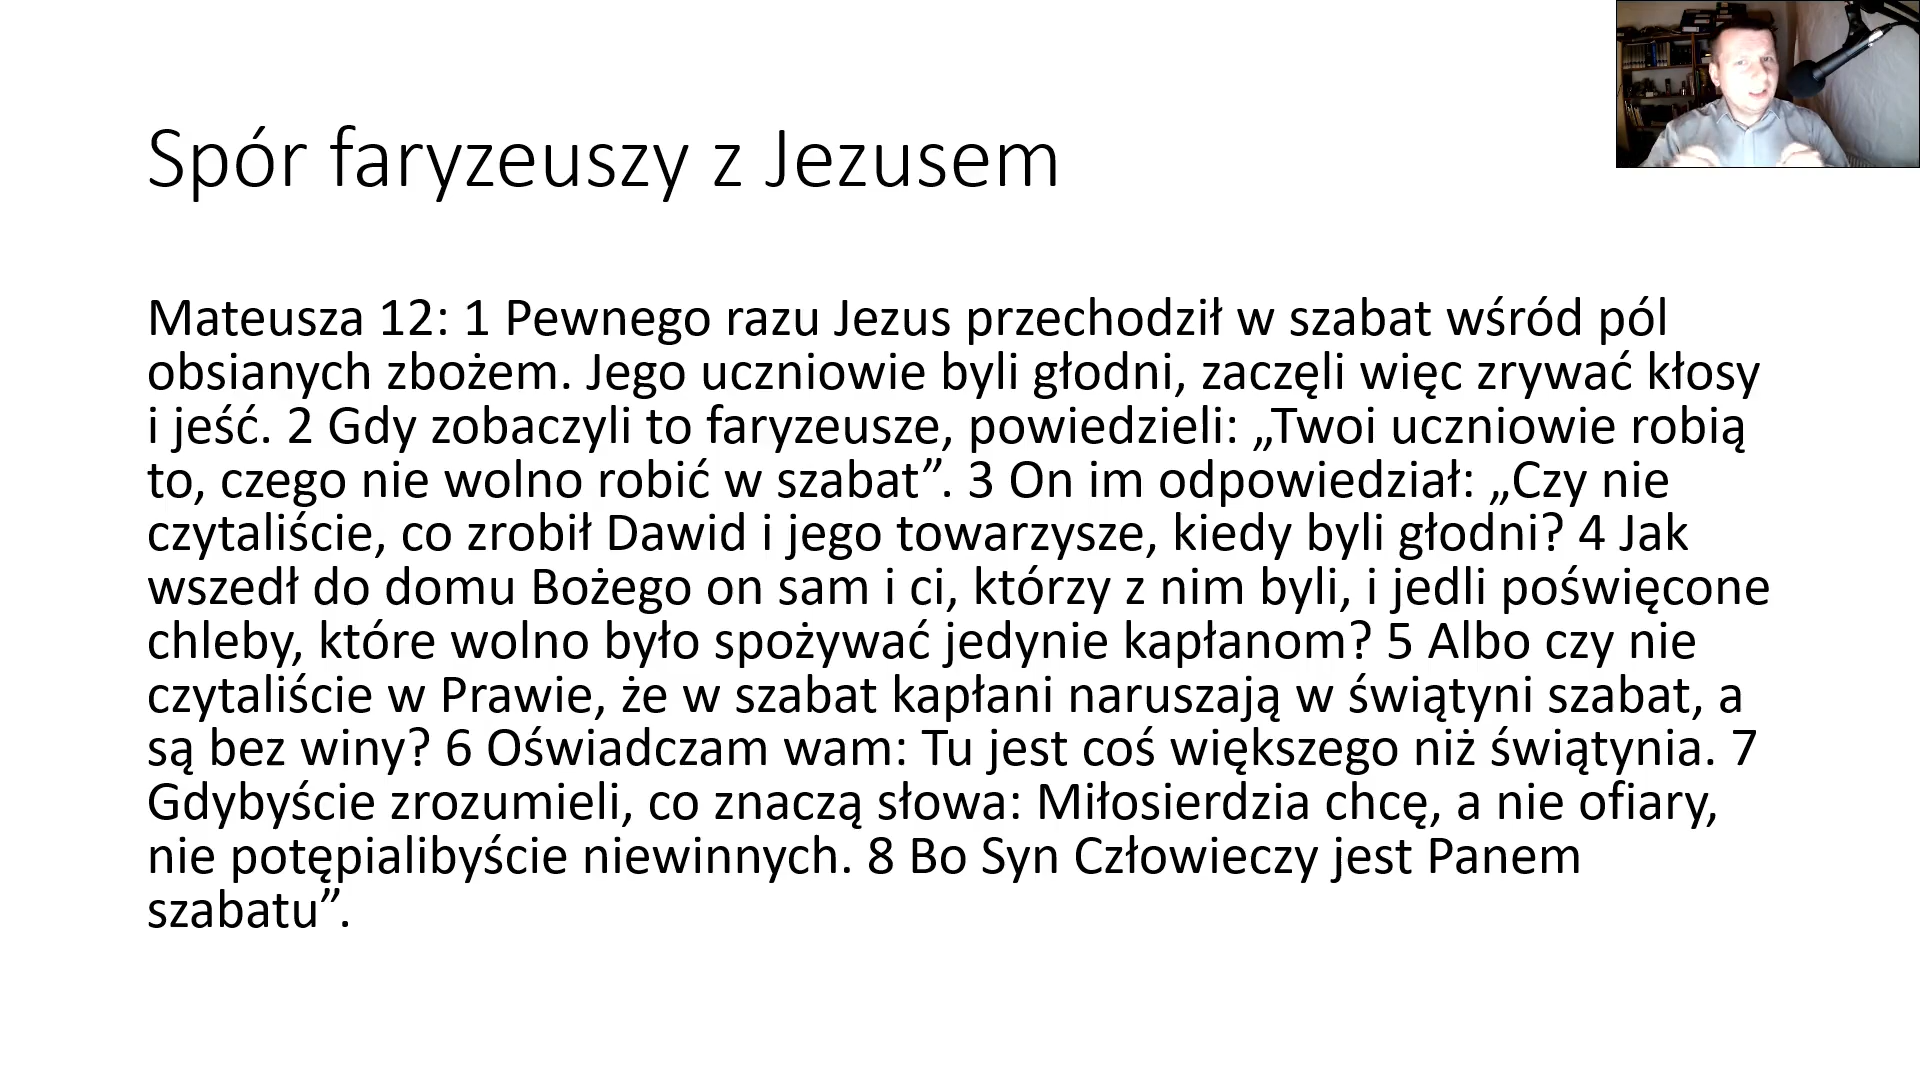 Spór faryzeuszy z Jezusem
Mateusza 12: 1 Pewnego razu Jezus przechodził w szabat wśród pól
obsianych zbożem. Jego uczniowie byli głodni, zaczęli więc zrywać kłosy
i jeść. 2 Gdy zobaczyli to faryzeusze, powiedzieli: „Twoi uczniowie robią
to, czego nie wolno robić w szabat”. 3 On im odpowiedział: „Czy nie
czytaliście, co zrobił Dawid i jego towarzysze, kiedy byli głodni? 4 Jak
wszedł do domu Bożego on sam i ci, którzy z nim byli, i jedli poświęcone
chleby, które wolno było spożywać jedynie kapłanom? 5 Albo czy nie
czytaliście w Prawie, że w szabat kapłani naruszają w świątyni szabat, a
są bez winy? 6 Oświadczam wam: Tu jest coś większego niż świątynia. 7
Gdybyście zrozumieli, co znaczą słowa: Miłosierdzia chcę, a nie ofiary,
nie potępialibyście niewinnych. 8 Bo Syn Człowieczy jest Panem
szabatu”.